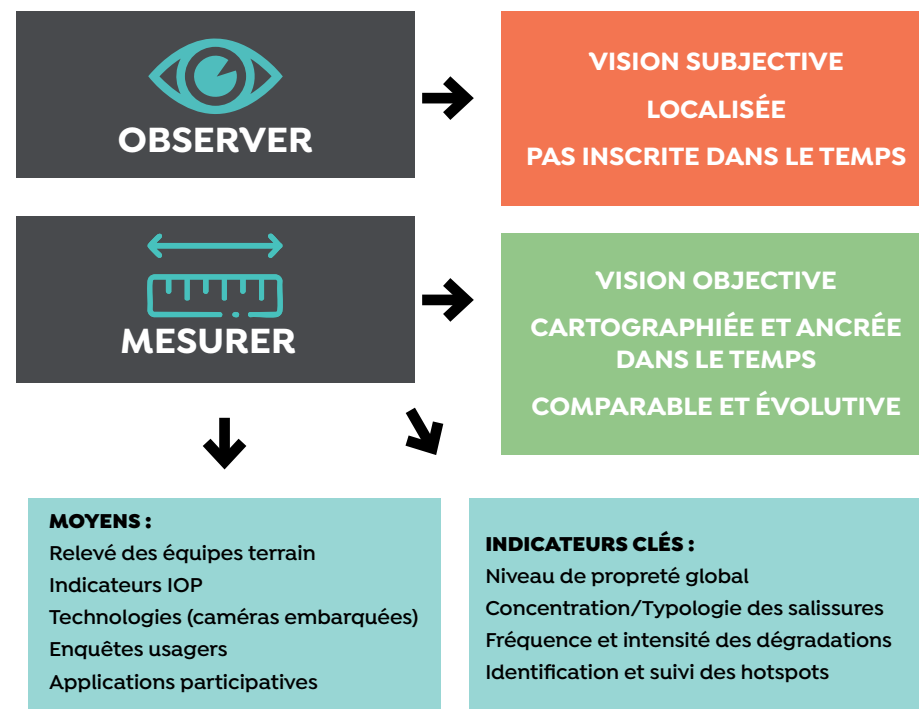 OBSERVER
VISION SUBJECTIVE
LOCALISÉE
PAS INSCRITE DANS LE TEMPS
MESURER
VISION OBJECTIVE
CARTOGRAPHIÉE ET ANCRÉE
DANS LE TEMPS
COMPARABLE ET ÉVOLUTIVE
MOYENS :
Relevé des équipes terrain
Indicateurs IOP
Technologies (caméras embarquées)
Enquêtes usagers
Applications participatives
INDICATEURS CLÉS :
Niveau de propreté global
Concentration/Typologie des salissures
Fréquence et intensité des dégradations
Identification et suivi des hotspots